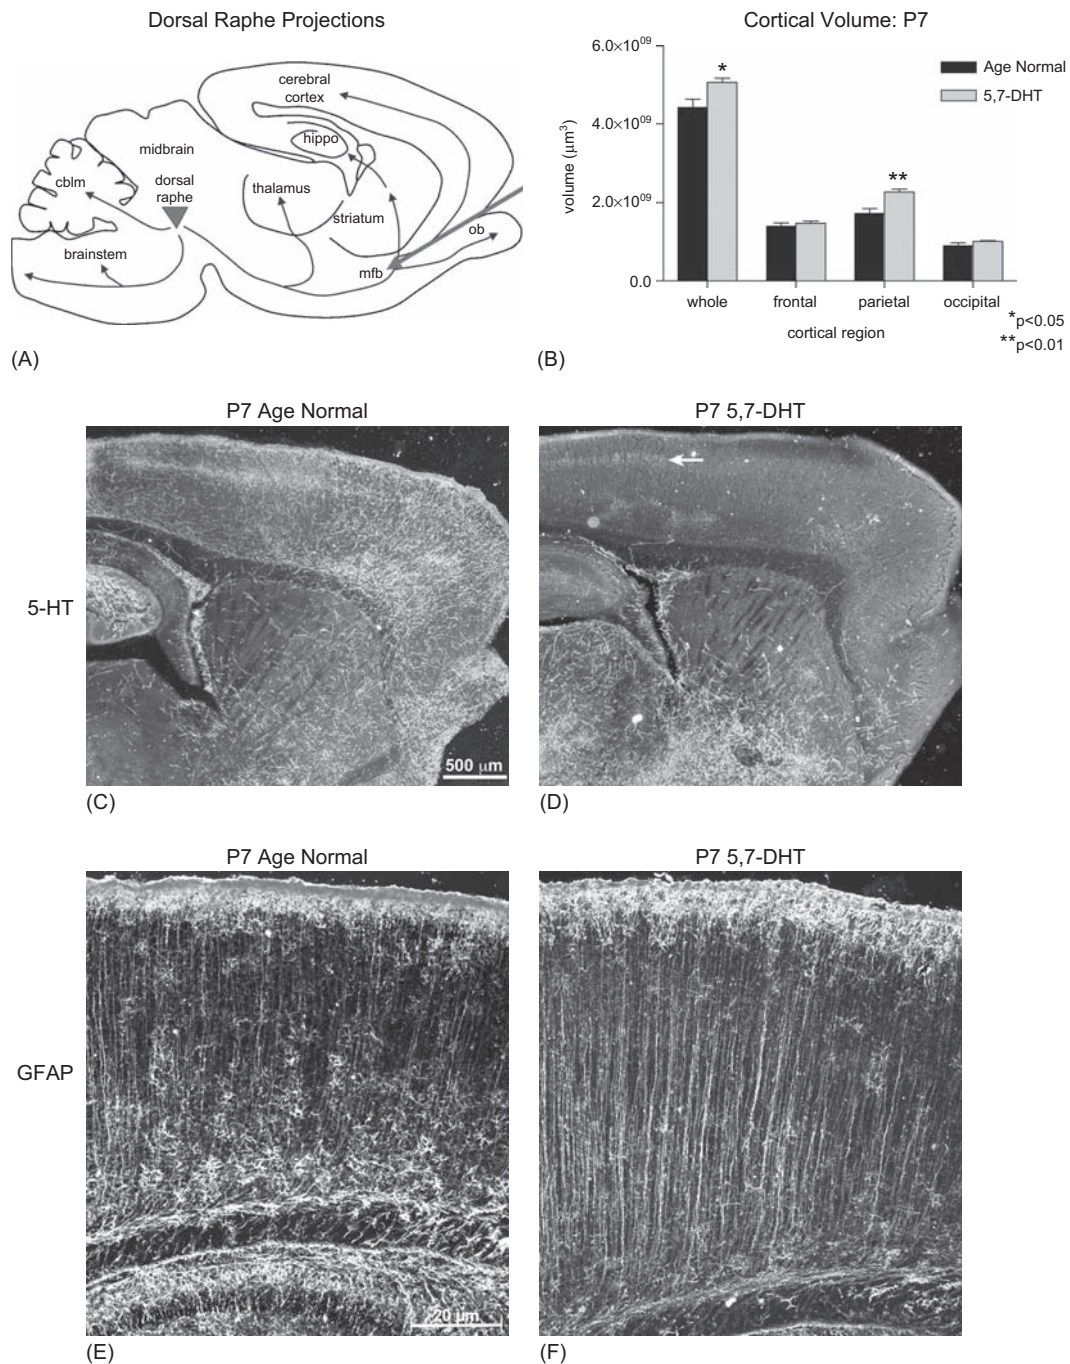 Dorsal Raphe Projections
cerebral
cortex
hippo
midbrain
cblm
dorsal
raphe
thalamus
striatum
ob
brainstem
mfb
(A)
Cortical Volume: P7
6.0×10⁰⁹
4.0×10⁰⁹
2.0×10⁰⁹
0.0
volume (µm³)
*
**
Age Normal
5,7-DHT
whole frontal parietal occipital
cortical region
*p<0.05
**p<0.01
(B)
P7 Age Normal
P7 5,7-DHT
5-HT
500 µm
(C)
(D)
P7 Age Normal
P7 5,7-DHT
GFAP
20 µm
(E)
(F)